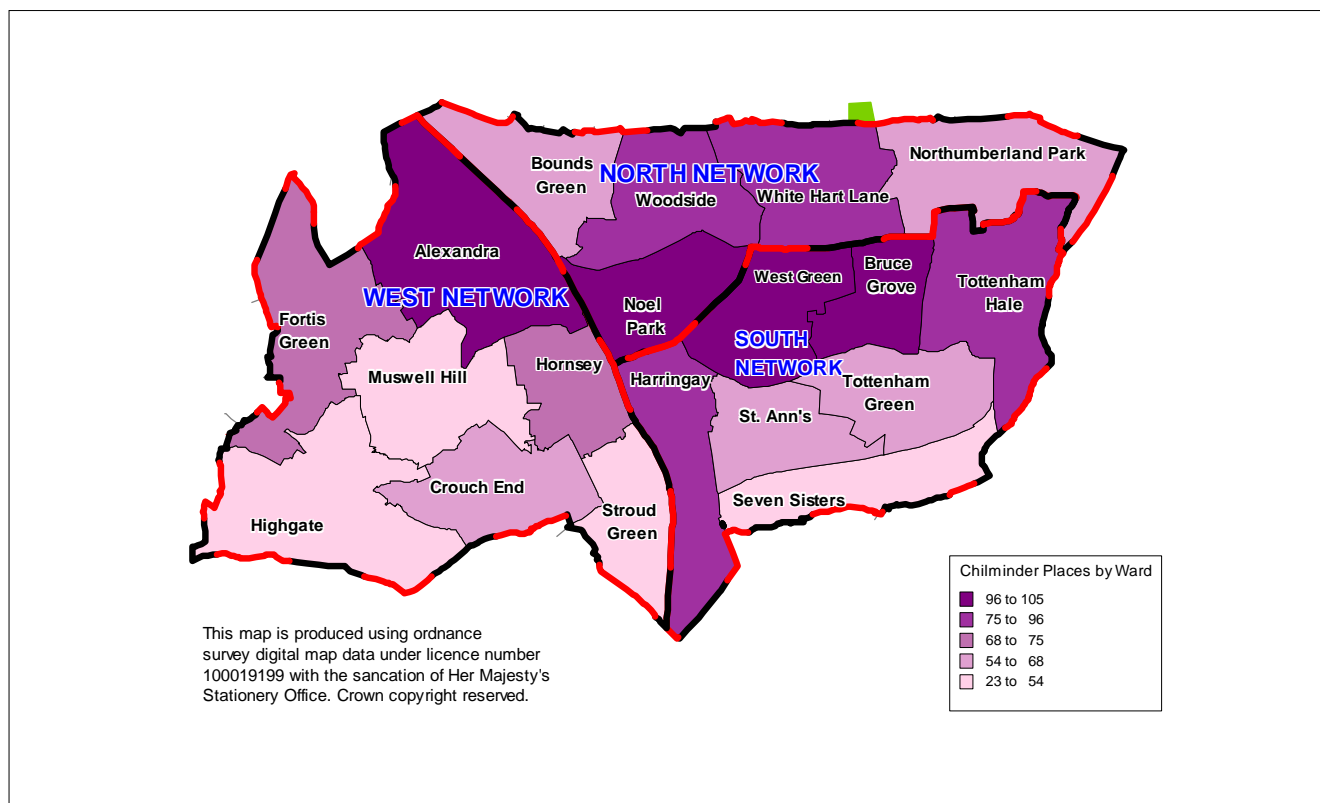 Bounds
Green
NORTH NETWORK
Woodside
White Hart Lane
Northumberland Park
Alexandra
WEST NETWORK
Noel
Park
West Green
Bruce
Grove
Tottenham
Hale
Fortis
Green
Muswell Hill
Hornsey
Harringay
SOUTH
NETWORK
Tottenham
Green
St. Ann's
Crouch End
Seven Sisters
Highgate
Stroud
Green
Chilminder Places by Ward
96 to 105
75 to 96
68 to 75
54 to 68
23 to 54
This map is produced using ordnance
survey digital map data under licence number
100019199 with the sancation of Her Majesty's
Stationery Office. Crown copyright reserved.